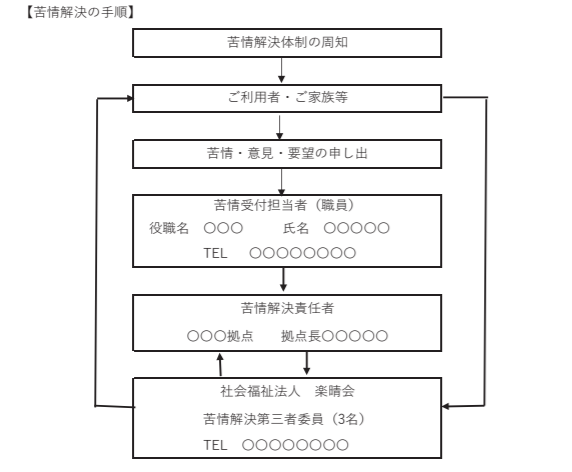 【苦情解決の手順】
苦情解決体制の周知
ご利用者・ご家族等
苦情・意見・要望の申し出
苦情受付担当者（職員）
役職名　〇〇〇　　　氏名　〇〇〇〇〇
TEL　〇〇〇〇〇〇〇〇
苦情解決責任者
〇〇〇拠点　　拠点長〇〇〇〇〇
社会福祉法人　楽晴会
苦情解決第三者委員（3名）
TEL　〇〇〇〇〇〇〇〇